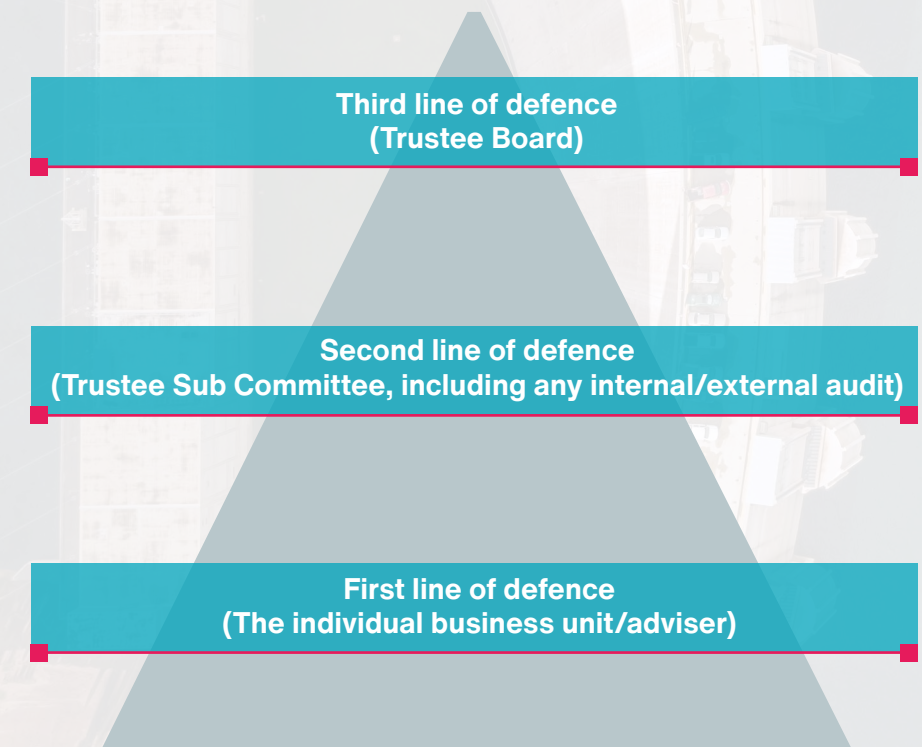 Third line of defence
(Trustee Board)
Second line of defence
(Trustee Sub Committee, including any internal/external audit)
First line of defence
(The individual business unit/adviser)